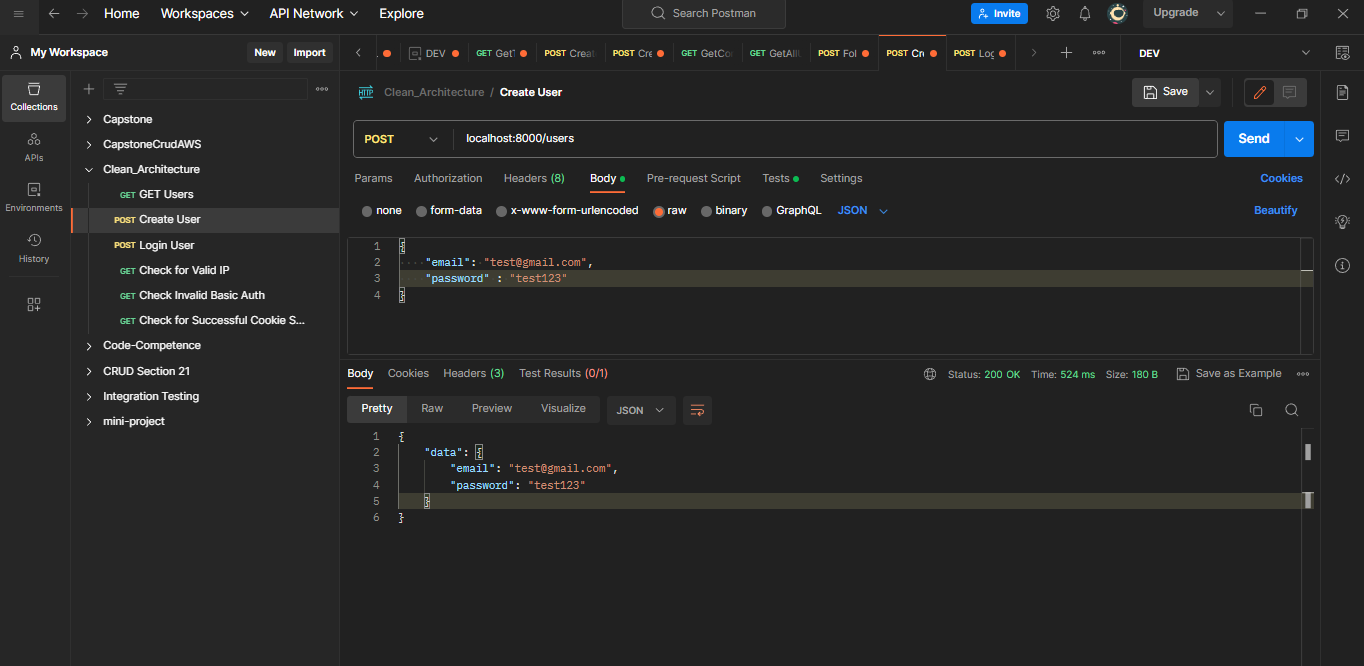 Home Workspaces API Network Explore Search Postman Invite Upgrade
My Workspace New Import DEV GET GetT POST Crea POST Cre GET GetCo GET GetAll POST Fol POST Cr POST Log DEV
Collections
APIs
Environments
History
Capstone
CapstoneCrudAWS
Clean_Architecture
GET GET Users
POST Create User
POST Login User
GET Check for Valid IP
GET Check Invalid Basic Auth
GET Check for Successful Cookie S...
Code-Competence
CRUD Section 21
Integration Testing
mini-project
HTTP Clean_Architecture / Create User Save
POST localhost:8000/users Send
Params Authorization Headers (8) Body Pre-request Script Tests Settings Cookies
none form-data x-www-form-urlencoded raw binary GraphQL JSON Beautify
1 {
2 "email": "test@gmail.com",
3 "password" : "test123"
4 }
Body Cookies Headers (3) Test Results (0/1) Status: 200 OK Time: 524 ms Size: 180 B Save as Example
Pretty Raw Preview Visualize JSON
1 {
2 "data": {
3 "email": "test@gmail.com",
4 "password": "test123"
5 }
6 }